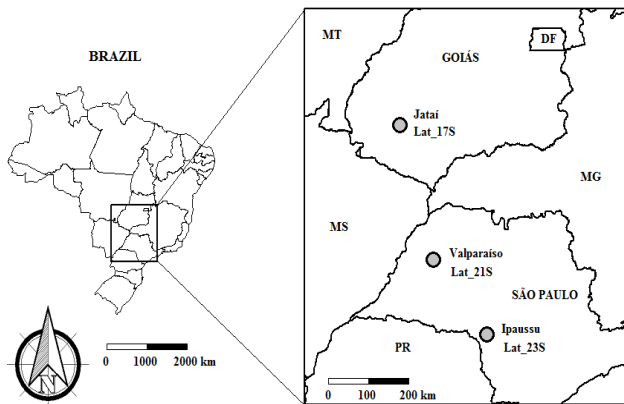 BRAZIL
0 1000 2000 km
N
MT
GOIÁS
DF
Jataí
Lat_17S
MG
MS
Valparaíso
Lat_21S
SÃO PAULO
Ipaussu
Lat_23S
PR
0 100 200 km